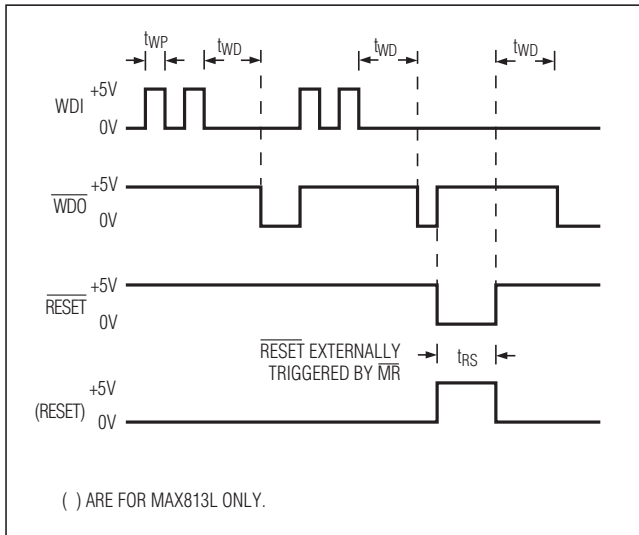 tWP tWD tWD tWD
+5V
WDI
0V
+5V
WDO
0V
+5V
RESET
0V
RESET EXTERNALLY
TRIGGERED BY MR
tRS
+5V
(RESET)
0V
( ) ARE FOR MAX813L ONLY.